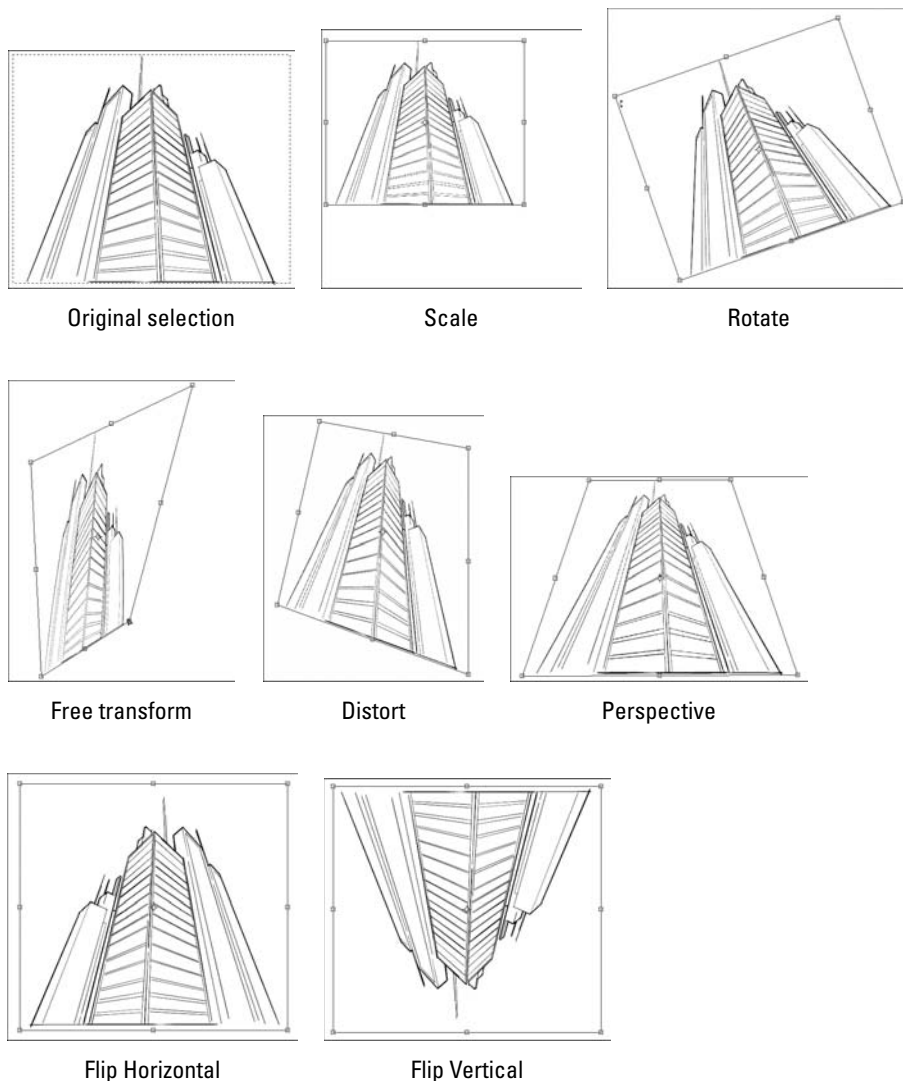 Original selection
Scale
Rotate
Free transform
Distort
Perspective
Flip Horizontal
Flip Vertical